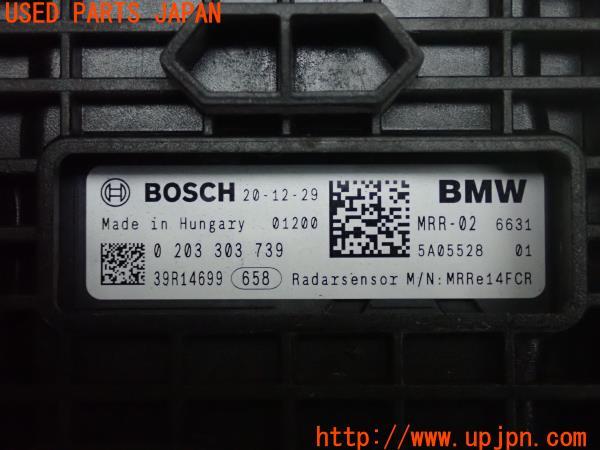 USED PARTS JAPAN
BOSCH 20-12-29
Made in Hungary 01200
0 203 303 739
39R14699 658 Radarsensor M/N:MRRe14FCR
BMW
MRR-02 6631
5A05528 01
http://www.upjpn.com/